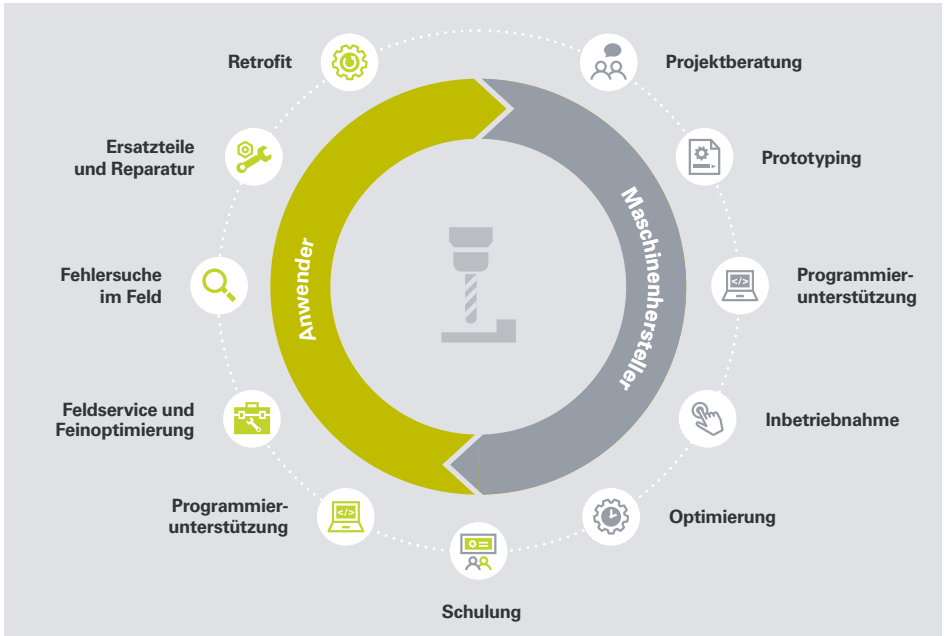 Retrofit
Projektberatung
Ersatzteile
und Reparatur
Prototyping
Maschinenhersteller
Anwender
Fehlersuche
im Feld
Programmier-
unterstützung
</>
Feldservice und
Feinoptimierung
Inbetriebnahme
Programmier-
unterstützung
</>
Optimierung
Schulung